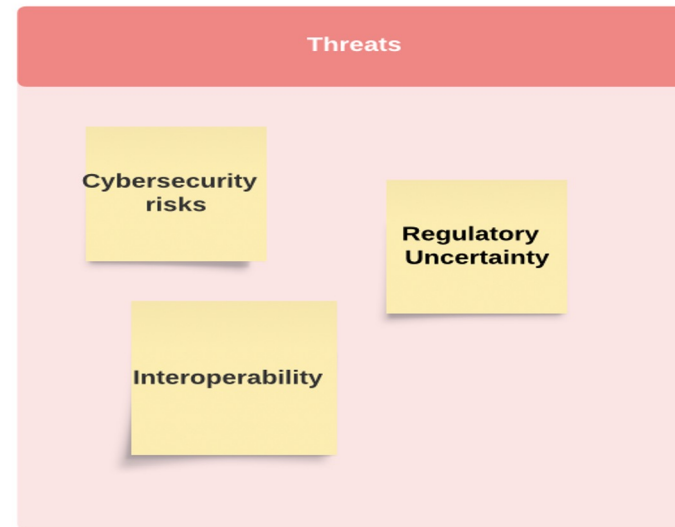 Threats
Cybersecurity
risks
Regulatory
Uncertainty
Interoperability